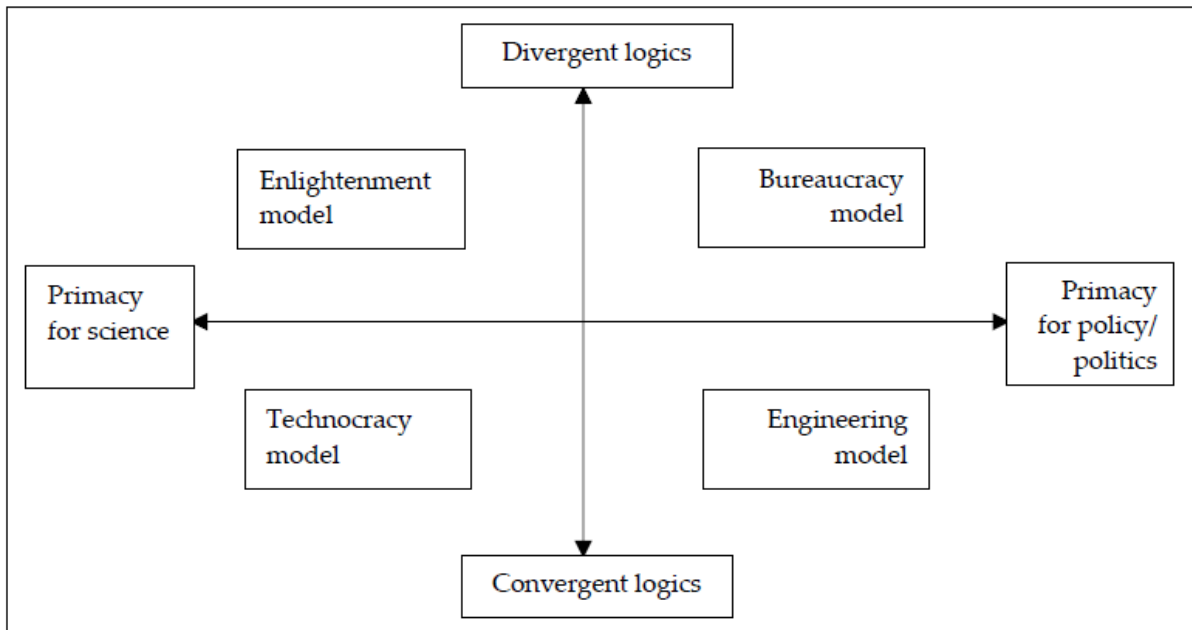 Divergent logics
Enlightenment
model
Bureaucracy
model
Primacy
for science
Primacy
for policy/
politics
Technocracy
model
Engineering
model
Convergent logics